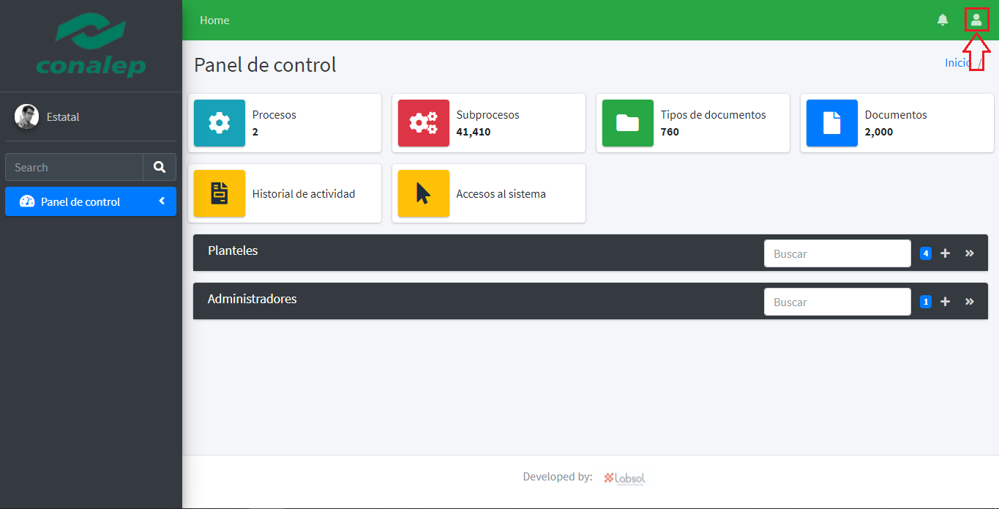 Home
conalep
Panel de control
Inicio /
Estatal
Procesos
2
Subprocesos
41,410
Tipos de documentos
760
Documentos
2,000
Search
Panel de control
Historial de actividad
Accesos al sistema
Planteles
Buscar
4
Administradores
Buscar
1
Developed by:
Labsol